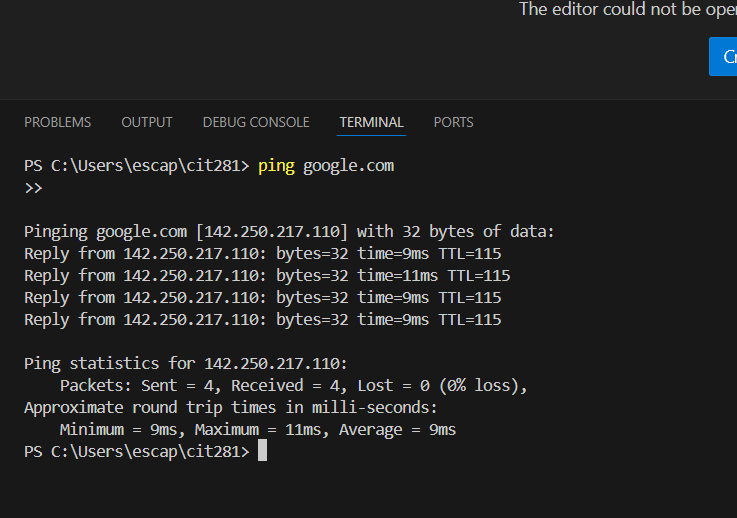 The editor could not be
PROBLEMS OUTPUT DEBUG CONSOLE TERMINAL PORTS
PS C:\Users\escap\cit281> ping google.com
>>
Pinging google.com [142.250.217.110] with 32 bytes of data:
Reply from 142.250.217.110: bytes=32 time=9ms TTL=115
Reply from 142.250.217.110: bytes=32 time=11ms TTL=115
Reply from 142.250.217.110: bytes=32 time=9ms TTL=115
Reply from 142.250.217.110: bytes=32 time=9ms TTL=115
Ping statistics for 142.250.217.110:
Packets: Sent = 4, Received = 4, Lost = 0 (0% loss),
Approximate round trip times in milli-seconds:
Minimum = 9ms, Maximum = 11ms, Average = 9ms
PS C:\Users\escap\cit281>